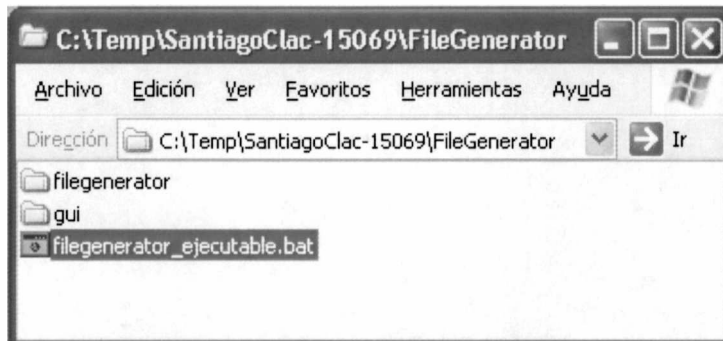 C:\Temp\SantiagoClac-15069\FileGenerator
Archivo Edición Ver Favoritos Herramientas Ayuda
Dirección C:\Temp\SantiagoClac-15069\FileGenerator Ir
filegenerator
gui
filegenerator_ejecutable.bat